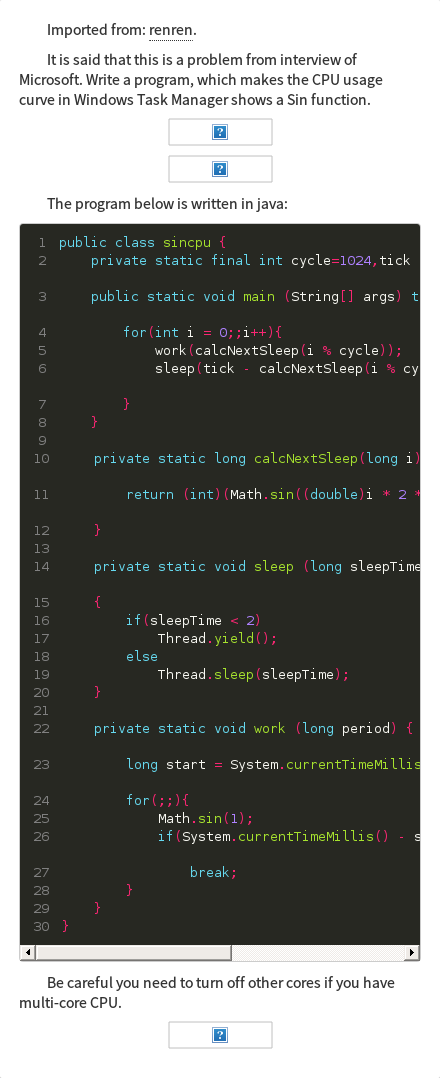 Imported from: renren.
It is said that this is a problem from interview of
Microsoft. Write a program, which makes the CPU usage
curve in Windows Task Manager shows a Sin function.
The program below is written in java:
1 public class sincpu {
2 private static final int cycle=1024,tick
3 public static void main (String[] args) t
4 for(int i = 0;;i++){
5 work(calcNextSleep(i % cycle));
6 sleep(tick - calcNextSleep(i % cy
7 }
8 }
9
10 private static long calcNextSleep(long i)
11 return (int)(Math.sin((double)i * 2 *
12 }
13
14 private static void sleep (long sleepTime
15 {
16 if(sleepTime < 2)
17 Thread.yield();
18 else
19 Thread.sleep(sleepTime);
20 }
21
22 private static void work (long period) {
23 long start = System.currentTimeMillis
24 for(;;){
25 Math.sin(1);
26 if(System.currentTimeMillis() - s
27 break;
28 }
29 }
30 }
Be careful you need to turn off other cores if you have
multi-core CPU.